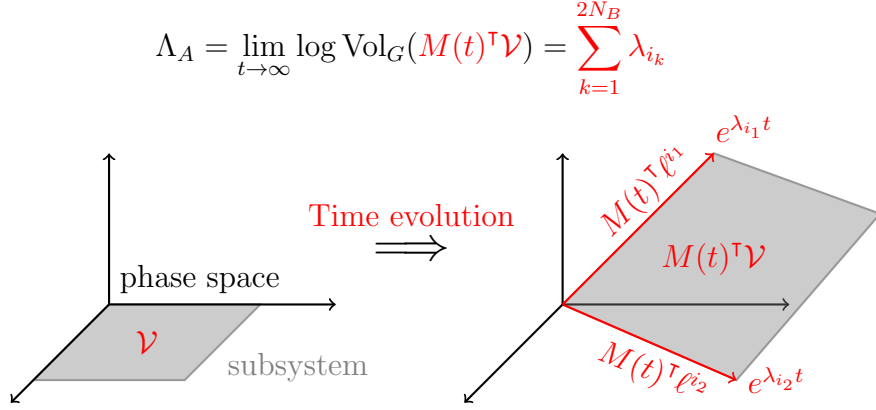 Λ_A = lim_{t→∞} log Vol_G(M(t)^⊺ 𝒱) = ∑_{k=1}^{2N_B} λ_{i_k}
e^{λ_{i_1} t}
M(t)^⊺ ℓ^{i_1}
Time evolution
⟹
phase space
M(t)^⊺ 𝒱
𝒱
subsystem
M(t)^⊺ ℓ^{i_2}
e^{λ_{i_2} t}